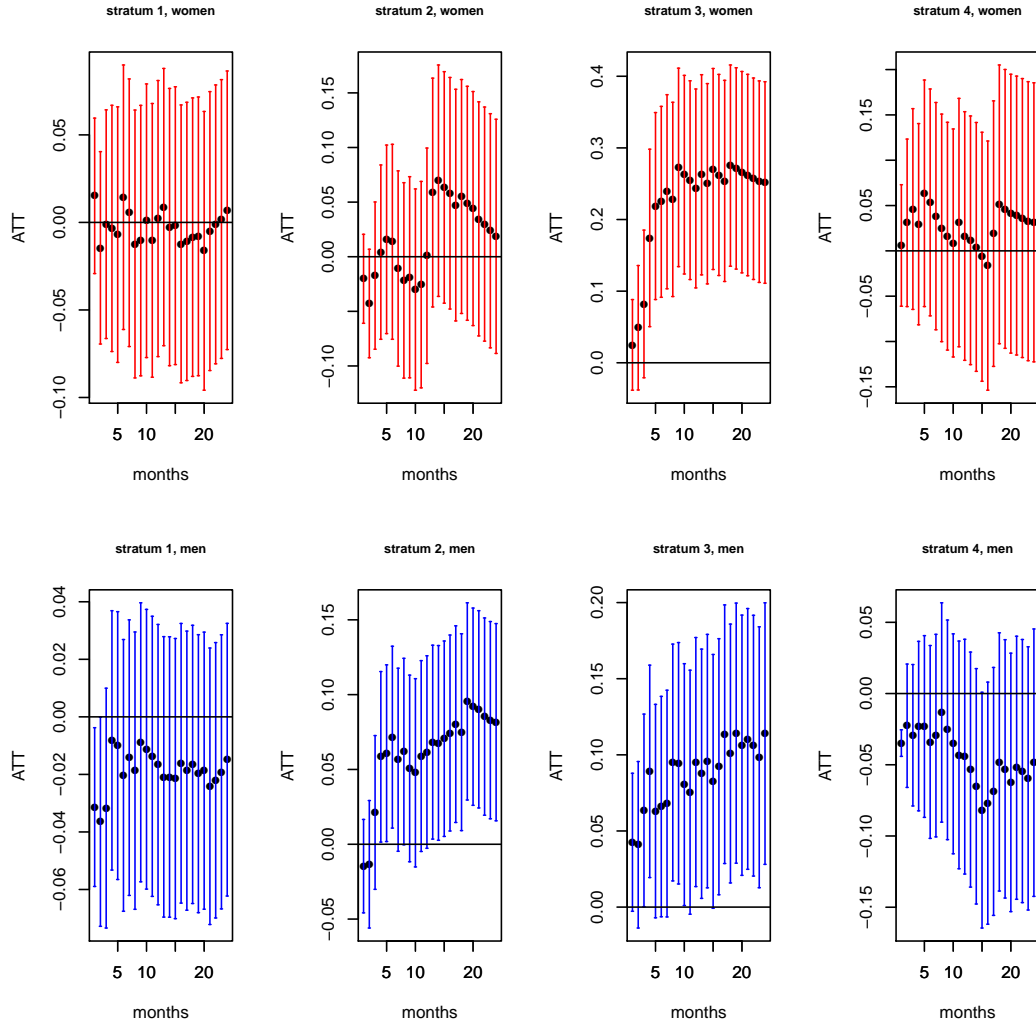 stratum 1, women
stratum 2, women
stratum 3, women
stratum 4, women
ATT
0.05
0.00
−0.05
−0.10
5 10 20
months
ATT
0.15
0.10
0.05
0.00
−0.10
5 10 20
months
ATT
0.4
0.3
0.2
0.1
0.0
5 10 20
months
ATT
0.15
0.05
−0.05
−0.15
5 10 20
months
stratum 1, men
stratum 2, men
stratum 3, men
stratum 4, men
ATT
0.04
0.02
0.00
−0.02
−0.04
−0.06
5 10 20
months
ATT
0.15
0.10
0.05
0.00
−0.05
5 10 20
months
ATT
0.20
0.15
0.10
0.05
0.00
5 10 20
months
ATT
0.05
0.00
−0.05
−0.10
−0.15
5 10 20
months